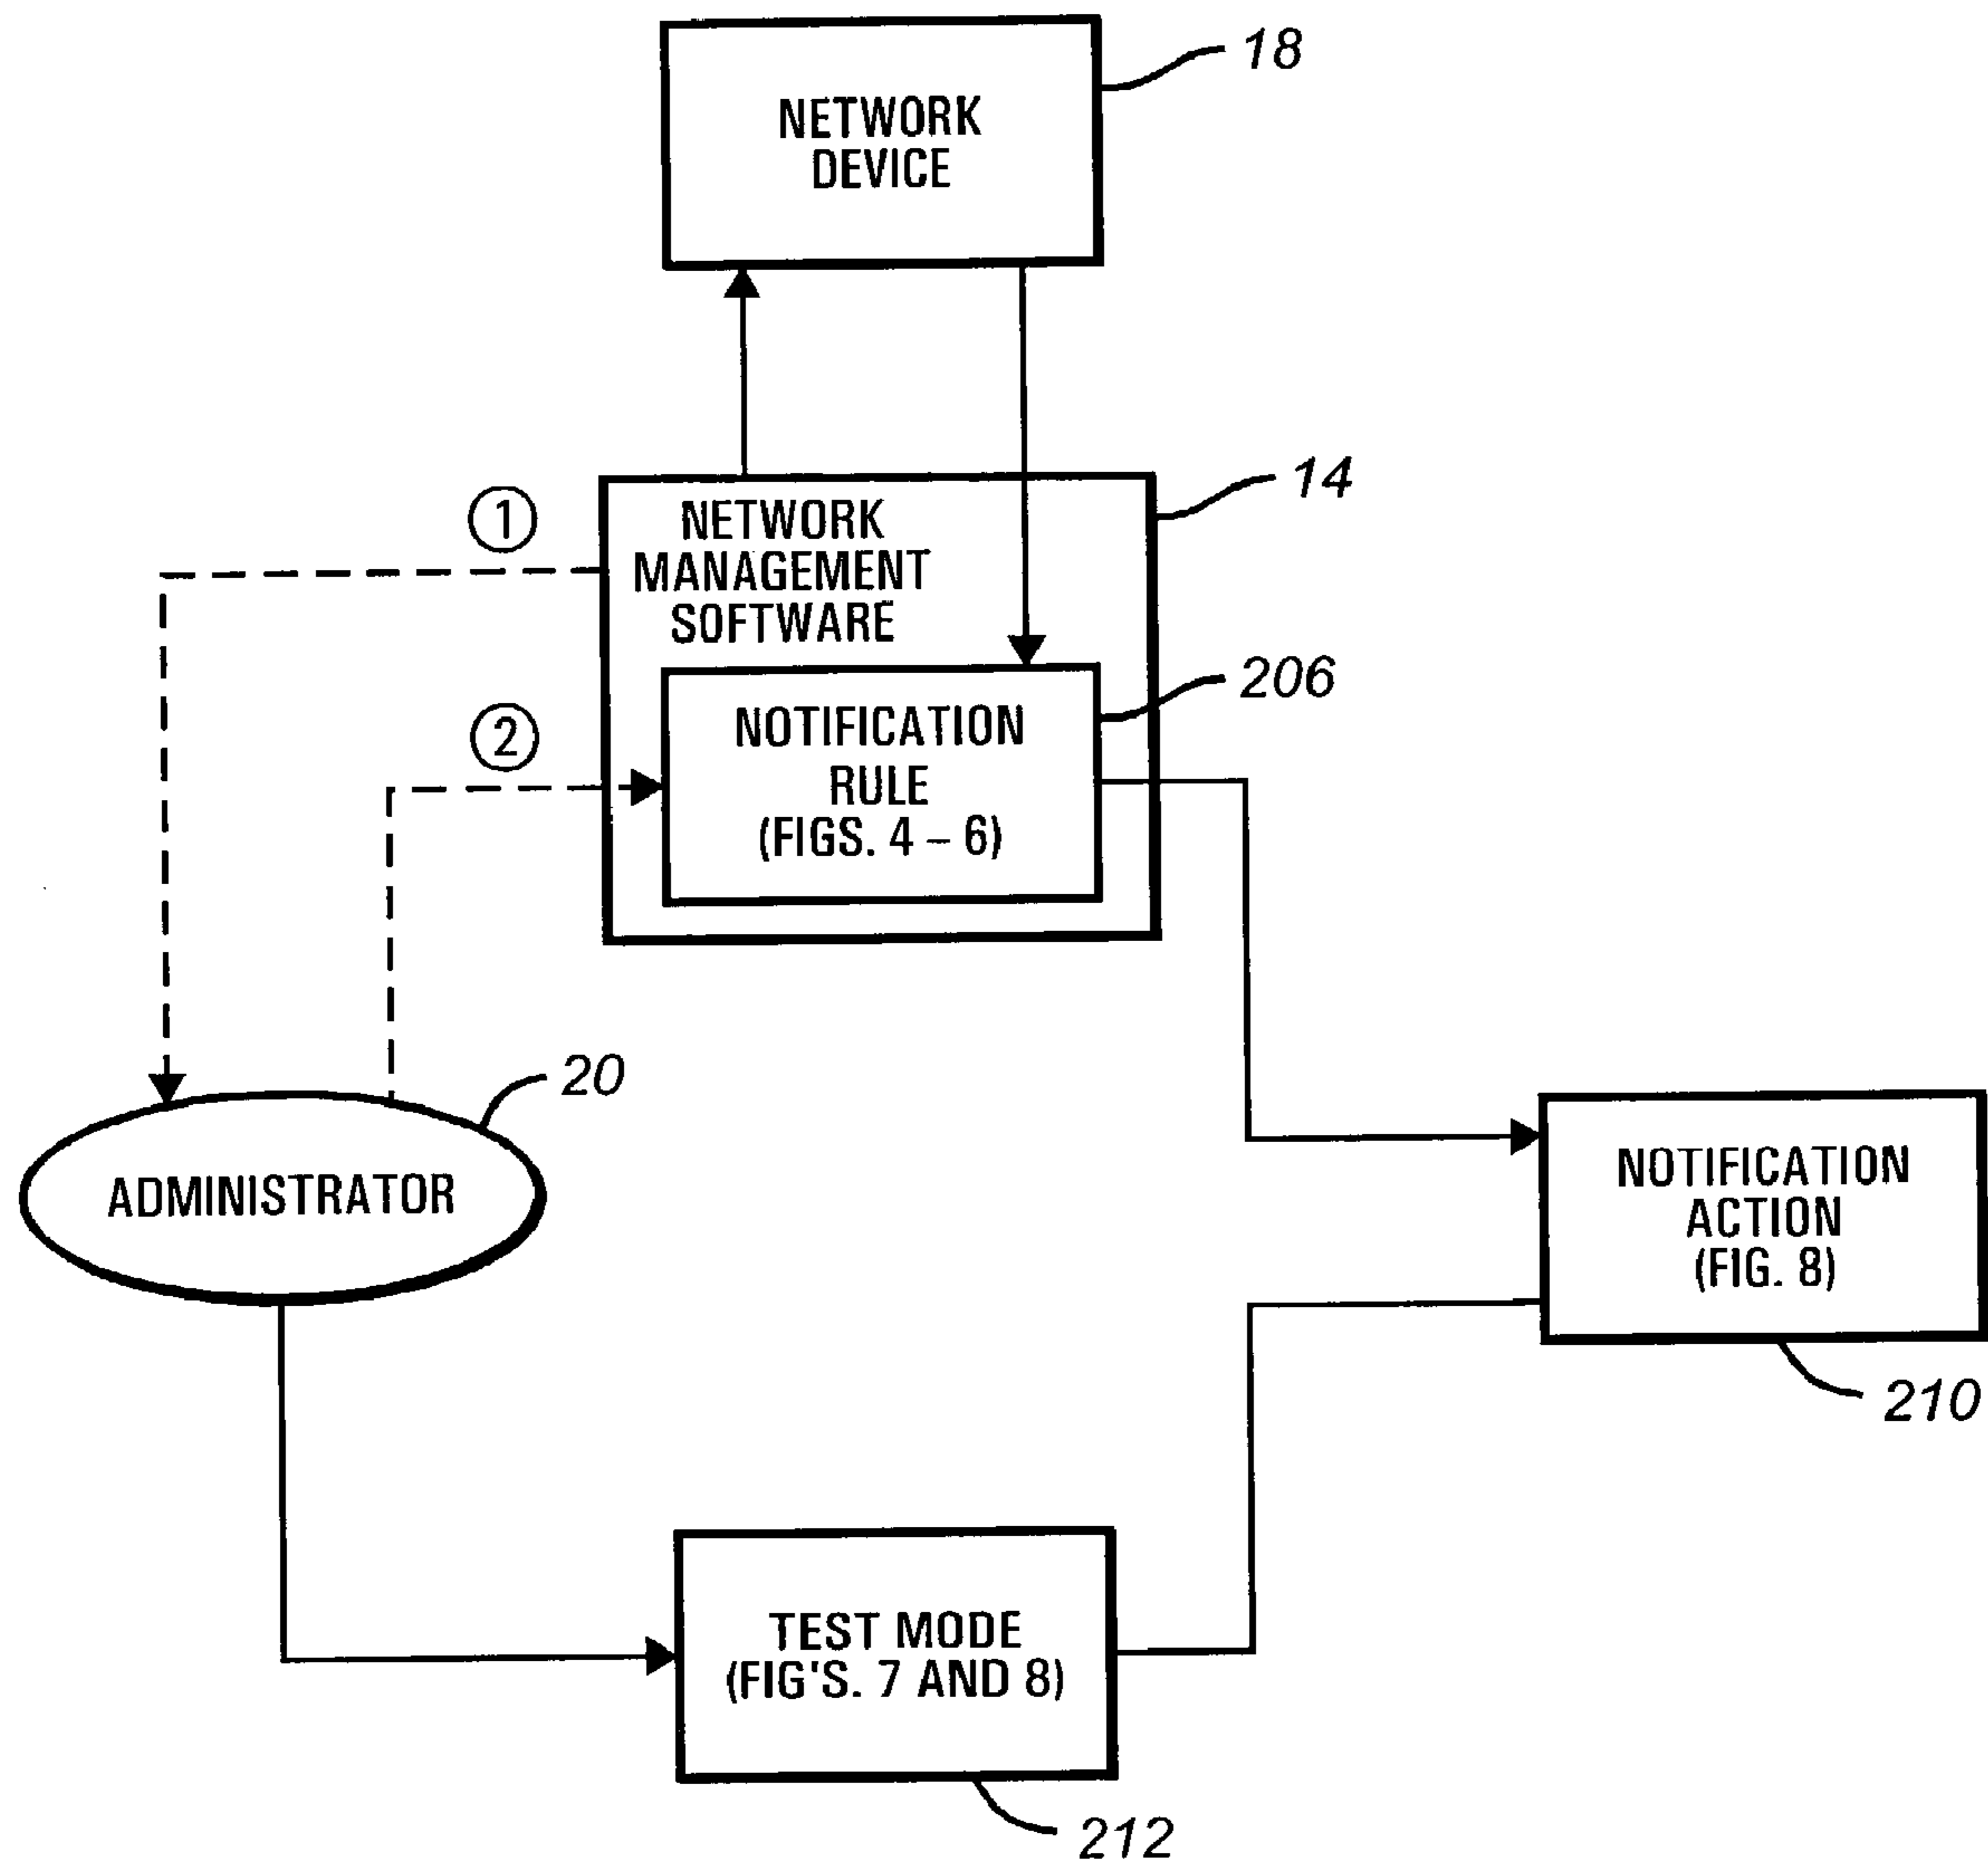 18
NETWORK
DEVICE
14
1
NETWORK
MANAGEMENT
SOFTWARE
206
2
NOTIFICATION
RULE
(FIGS. 4 – 6)
20
ADMINISTRATOR
NOTIFICATION
ACTION
(FIG. 8)
210
TEST MODE
(FIG'S. 7 AND 8)
212